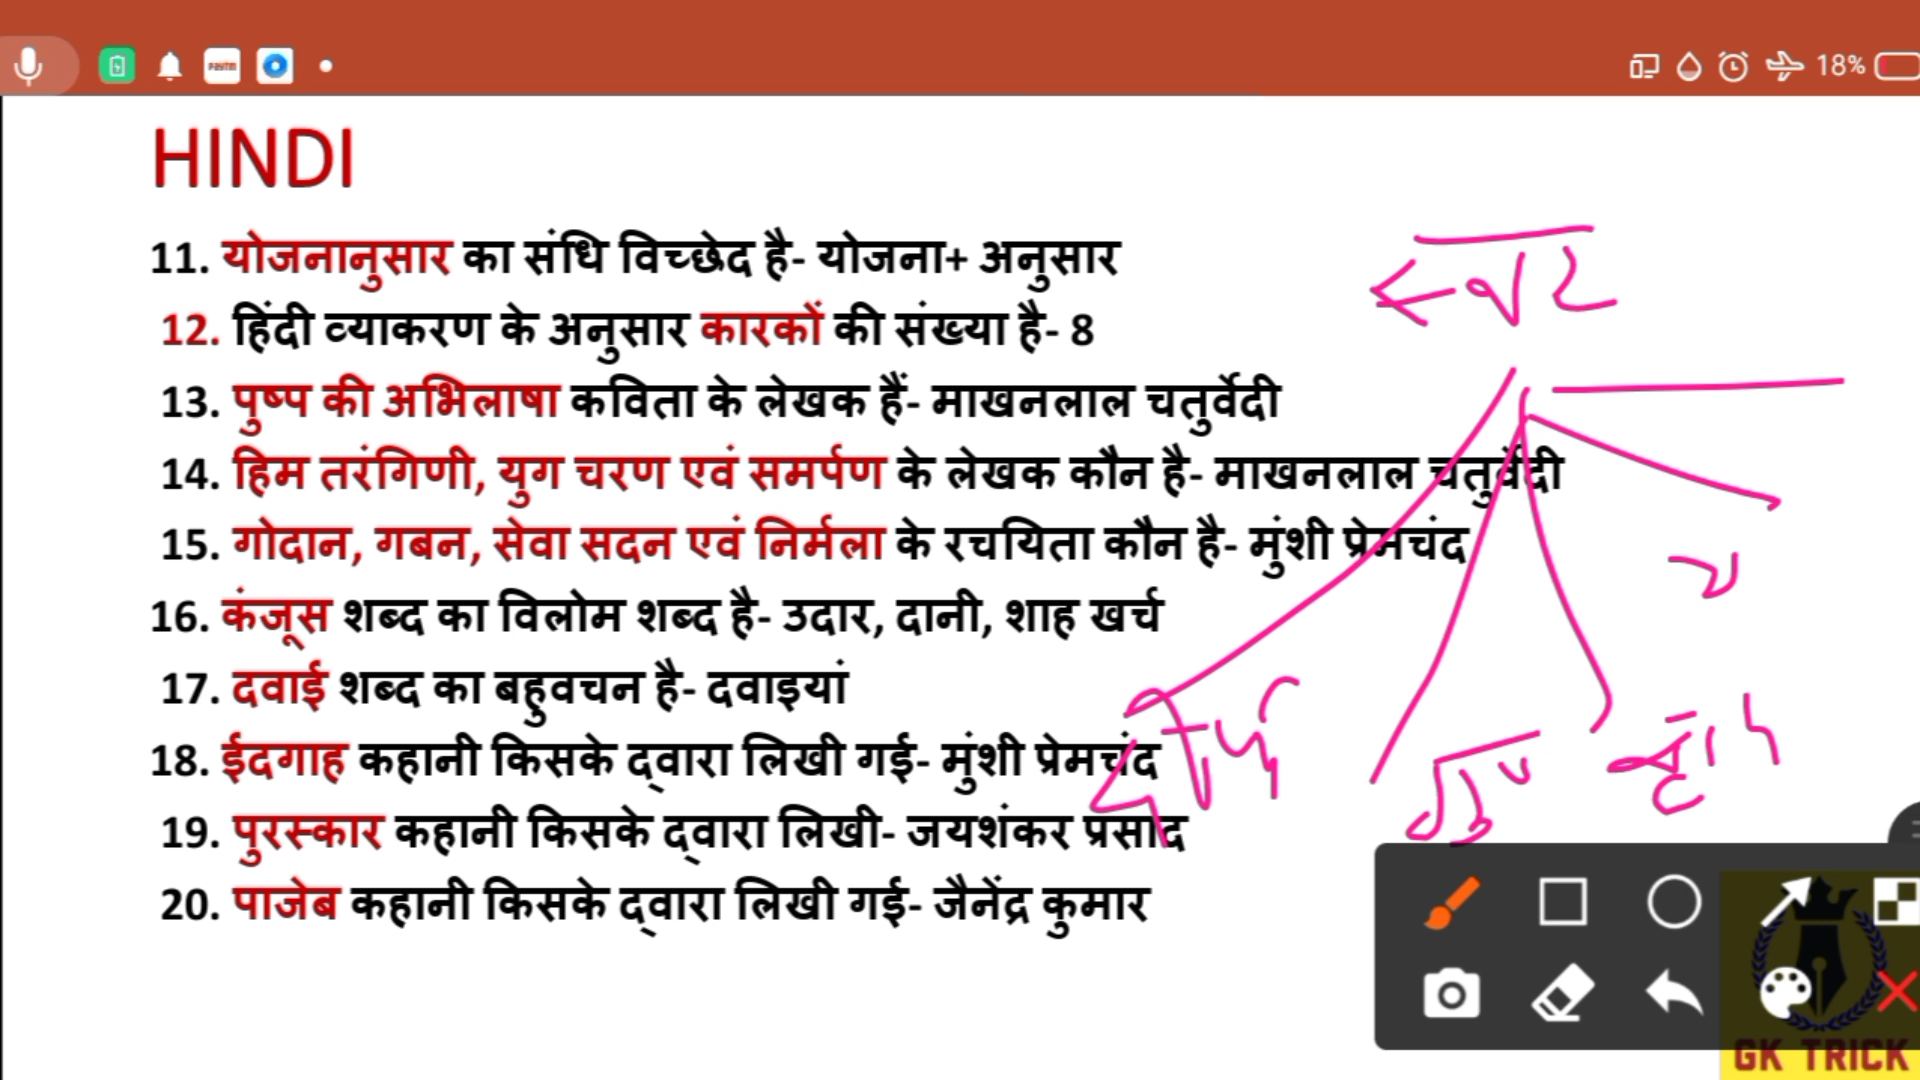 18%
HINDI
11. योजनानुसार का संधि विच्छेद है- योजना+ अनुसार
12. हिंदी व्याकरण के अनुसार कारकों की संख्या है- 8
13. पुष्प की अभिलाषा कविता के लेखक हैं- माखनलाल चतुर्वेदी
14. हिम तरंगिणी, युग चरण एवं समर्पण के लेखक कौन है- माखनलाल चतुर्वेदी
15. गोदान, गबन, सेवा सदन एवं निर्मला के रचयिता कौन है- मुंशी प्रेमचंद
16. कंजूस शब्द का विलोम शब्द है- उदार, दानी, शाह खर्च
17. दवाई शब्द का बहुवचन है- दवाइयां
18. ईदगाह कहानी किसके द्वारा लिखी गई- मुंशी प्रेमचंद
19. पुरस्कार कहानी किसके द्वारा लिखी- जयशंकर प्रसाद
20. पाजेब कहानी किसके द्वारा लिखी गई- जैनेंद्र कुमार
GK TRICK